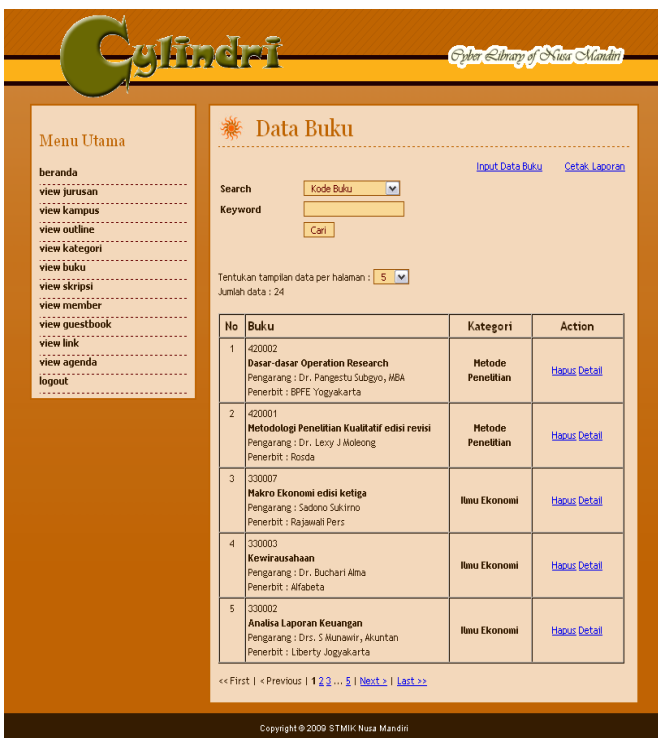 Cylindri
Cyber Library of Nusa Mandiri
Menu Utama
beranda
view jurusan
view kampus
view outline
view kategori
view buku
view skripsi
view member
view guestbook
view link
view agenda
logout
Data Buku
Input Data Buku Cetak Laporan
Search Kode Buku
Keyword
Cari
Tentukan tampilan data per halaman : 5
Jumlah data : 24
No Buku Kategori Action
1 420002
Dasar-dasar Operation Research
Pengarang : Dr. Pangestu Subgyo, MBA
Penerbit : BPFE Yogyakarta
Metode
Penelitian
Hapus Detail
2 420001
Metodologi Penelitian Kualitatif edisi revisi
Pengarang : Dr. Lexy J Moleong
Penerbit : Rosda
Metode
Penelitian
Hapus Detail
3 330007
Makro Ekonomi edisi ketiga
Pengarang : Sadono Sukirno
Penerbit : Rajawali Pers
Ilmu Ekonomi
Hapus Detail
4 330003
Kewirausahaan
Pengarang : Dr. Buchari Alma
Penerbit : Alfabeta
Ilmu Ekonomi
Hapus Detail
5 330002
Analisa Laporan Keuangan
Pengarang : Drs. S Munawir, Akuntan
Penerbit : Liberty Jogyakarta
Ilmu Ekonomi
Hapus Detail
<< First | < Previous | 1 2 3 ... 5 | Next > | Last >>
Copyright © 2009 STMIK Nusa Mandiri